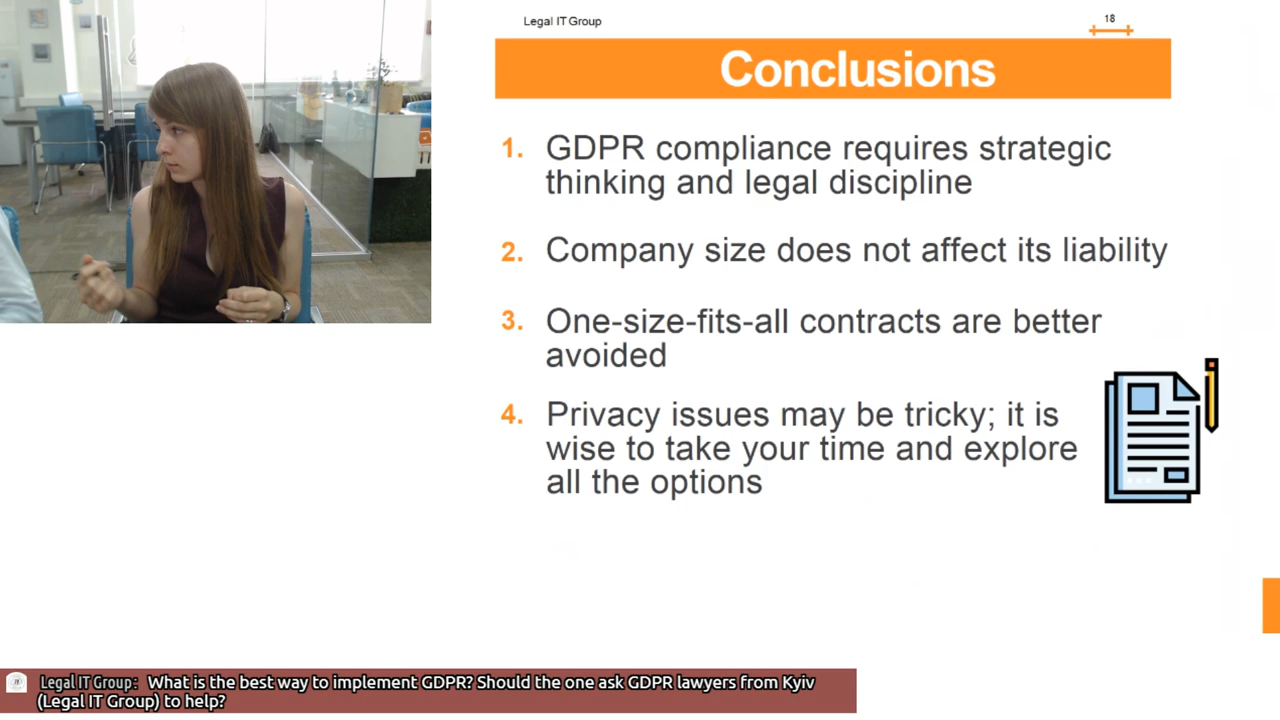 Legal IT Group
18
Conclusions
1. GDPR compliance requires strategic
thinking and legal discipline
2. Company size does not affect its liability
3. One-size-fits-all contracts are better
avoided
4. Privacy issues may be tricky; it is
wise to take your time and explore
all the options
Legal IT Group: What is the best way to implement GDPR? Should the one ask GDPR lawyers from Kyiv
(Legal IT Group) to help?